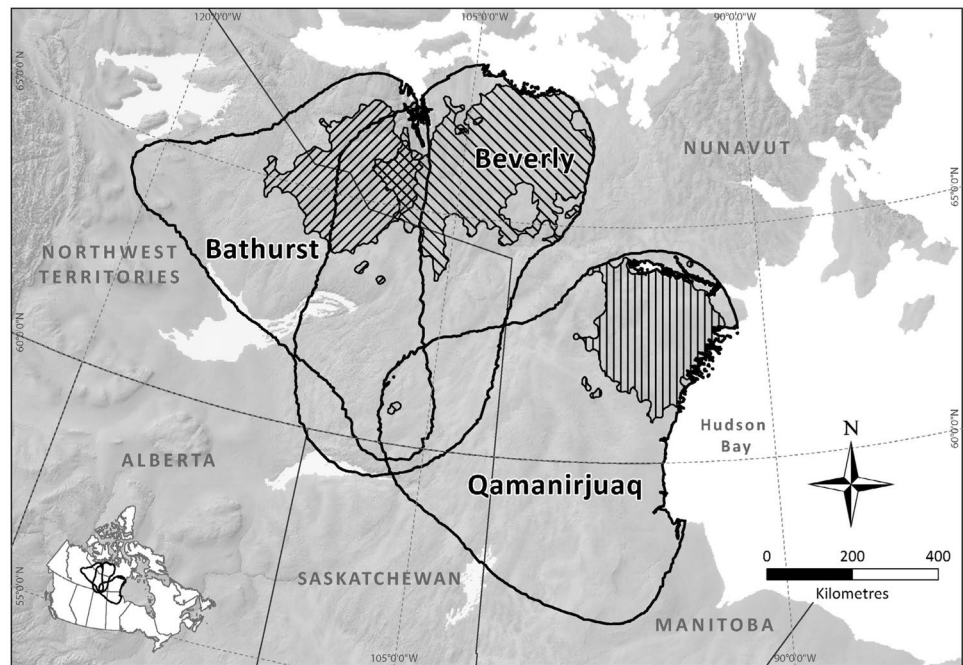 120°0'0"W
105°0'0"W
90°0'0"W
65°0'0"N
NUNAVUT
Beverly
65°0'0"N
NORTHWEST
TERRITORIES
Bathurst
60°0'0"N
Hudson
Bay
60°0'0"N
N
ALBERTA
Qamanirjuaq
0 200 400
Kilometres
SASKATCHEWAN
55°0'0"N
MANITOBA
105°0'0"W
90°0'0"W